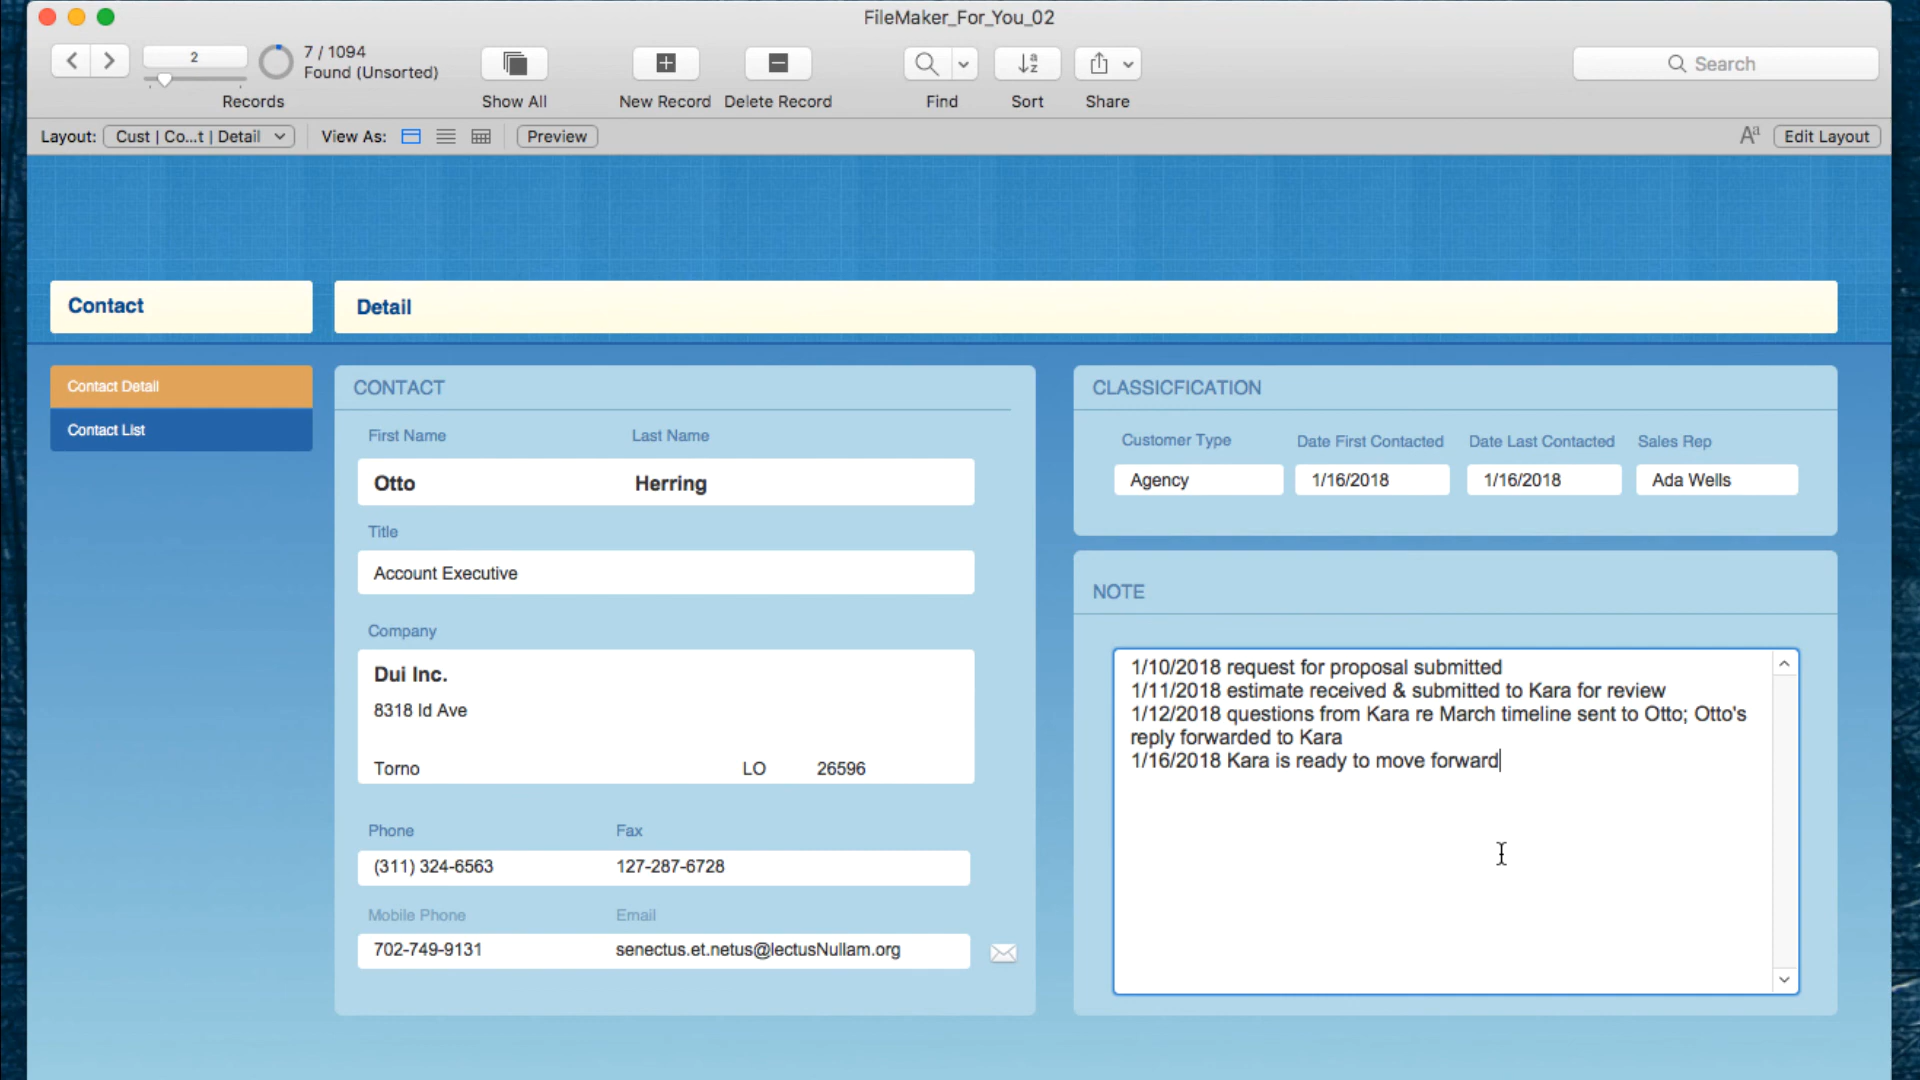 FileMaker_For_You_02
2
7 / 1094
Found (Unsorted)
Records
Show All
New Record
Delete Record
Find
Sort
Share
Search
Layout:
Cust | Co...t | Detail
View As:
Preview
Aa
Edit Layout
Contact
Detail
Contact Detail
Contact List
CONTACT
First Name
Last Name
Otto
Herring
Title
Account Executive
Company
Dui Inc.
8318 Id Ave
Torno
LO
26596
Phone
Fax
(311) 324-6563
127-287-6728
Mobile Phone
Email
702-749-9131
senectus.et.netus@lectusNullam.org
CLASSICFICATION
Customer Type
Date First Contacted
Date Last Contacted
Sales Rep
Agency
1/16/2018
1/16/2018
Ada Wells
NOTE
1/10/2018 request for proposal submitted
1/11/2018 estimate received & submitted to Kara for review
1/12/2018 questions from Kara re March timeline sent to Otto; Otto's
reply forwarded to Kara
1/16/2018 Kara is ready to move forward